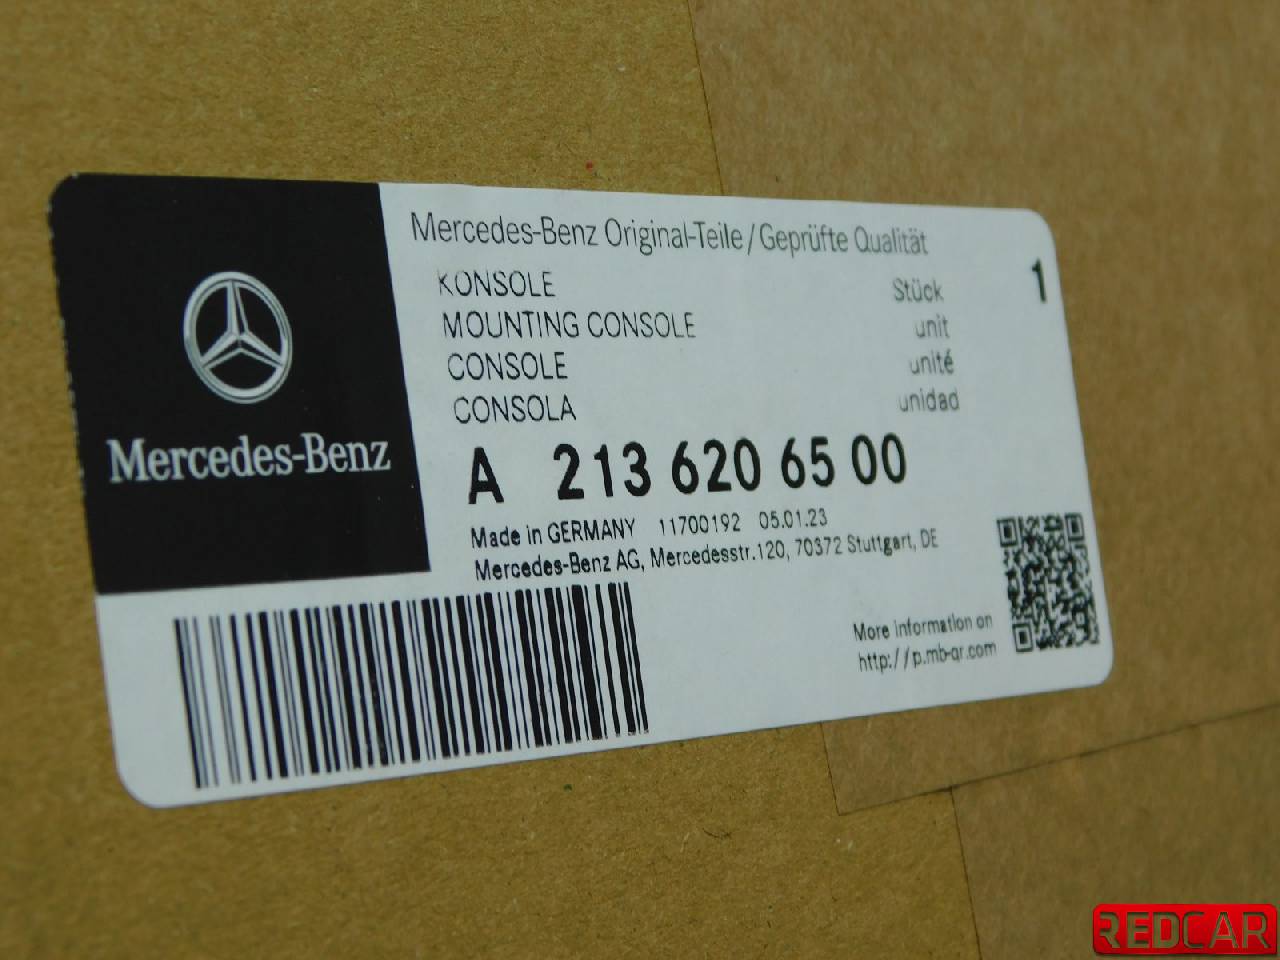 Mercedes-Benz
Mercedes-Benz Original-Teile/Geprüfte Qualität
KONSOLE Stück 1
MOUNTING CONSOLE unit
CONSOLE unité
CONSOLA unidad
A 213 620 65 00
Made in GERMANY 11700192 05.01.23
Mercedes-Benz AG, Mercedesstr.120, 70372 Stuttgart, DE
More information on
http://p.mb-qr.com
REDCAR